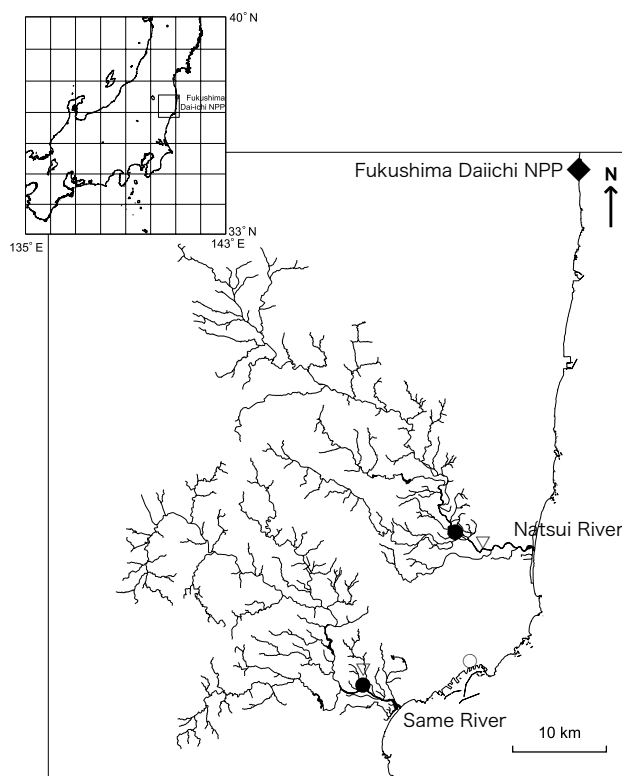 40˚N
Fukushima
Dai-ichi NPP
33˚N
135˚E
143˚E
Fukushima Daiichi NPP
N
Natsui River
Same River
10 km